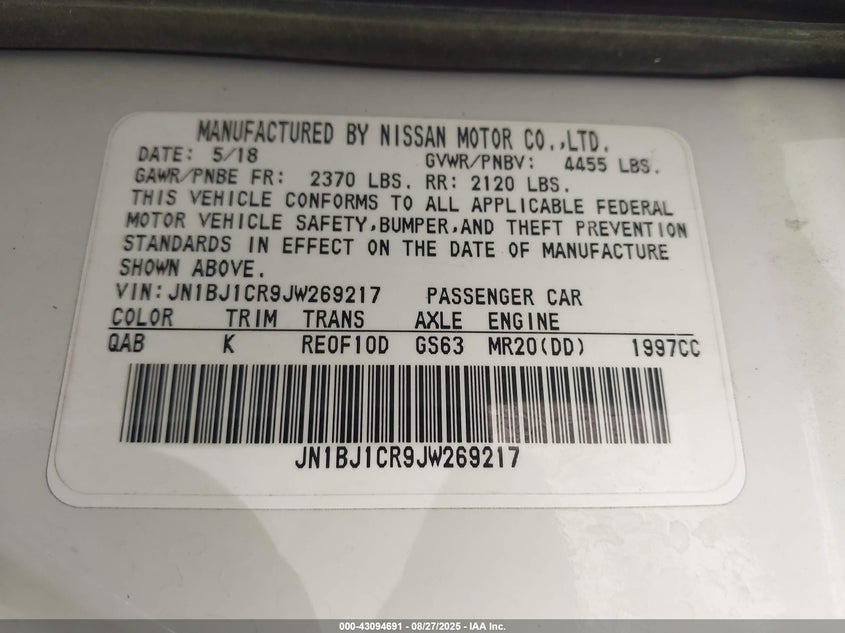 MANUFACTURED BY NISSAN MOTOR CO.,LTD.
DATE: 5/18 GVWR/PNBV: 4455 LBS.
GAWR/PNBE FR: 2370 LBS. RR: 2120 LBS.
THIS VEHICLE CONFORMS TO ALL APPLICABLE FEDERAL
MOTOR VEHICLE SAFETY,BUMPER,AND THEFT PREVENTION
STANDARDS IN EFFECT ON THE DATE OF MANUFACTURE
SHOWN ABOVE.
VIN:JN1BJ1CR9JW269217 PASSENGER CAR
COLOR TRIM TRANS AXLE ENGINE
QAB K RE0F10D GS63 MR20(DD) 1997CC
JN1BJ1CR9JW269217
000-43094691 - 08/27/2025 - IAA Inc.